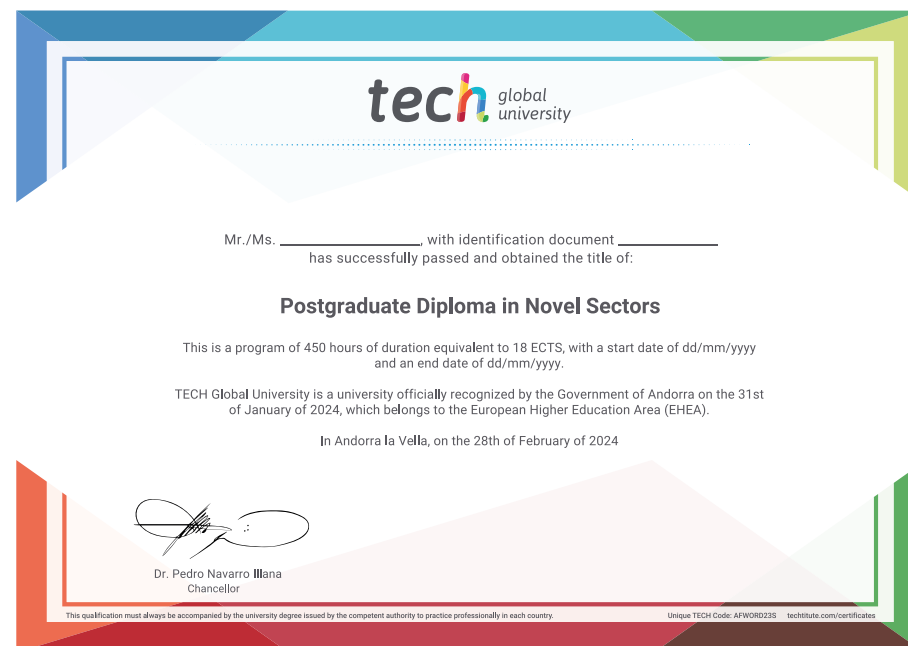 tech global university
Mr./Ms. ____________________, with identification document ______________
has successfully passed and obtained the title of:
Postgraduate Diploma in Novel Sectors
This is a program of 450 hours of duration equivalent to 18 ECTS, with a start date of dd/mm/yyyy
and an end date of dd/mm/yyyy.
TECH Global University is a university officially recognized by the Government of Andorra on the 31st
of January of 2024, which belongs to the European Higher Education Area (EHEA).
In Andorra la Vella, on the 28th of February of 2024
Dr. Pedro Navarro Illana
Chancellor
This qualification must always be accompanied by the university degree issued by the competent authority to practice professionally in each country.
Unique TECH Code: AFWORD23S techtitute.com/certificates